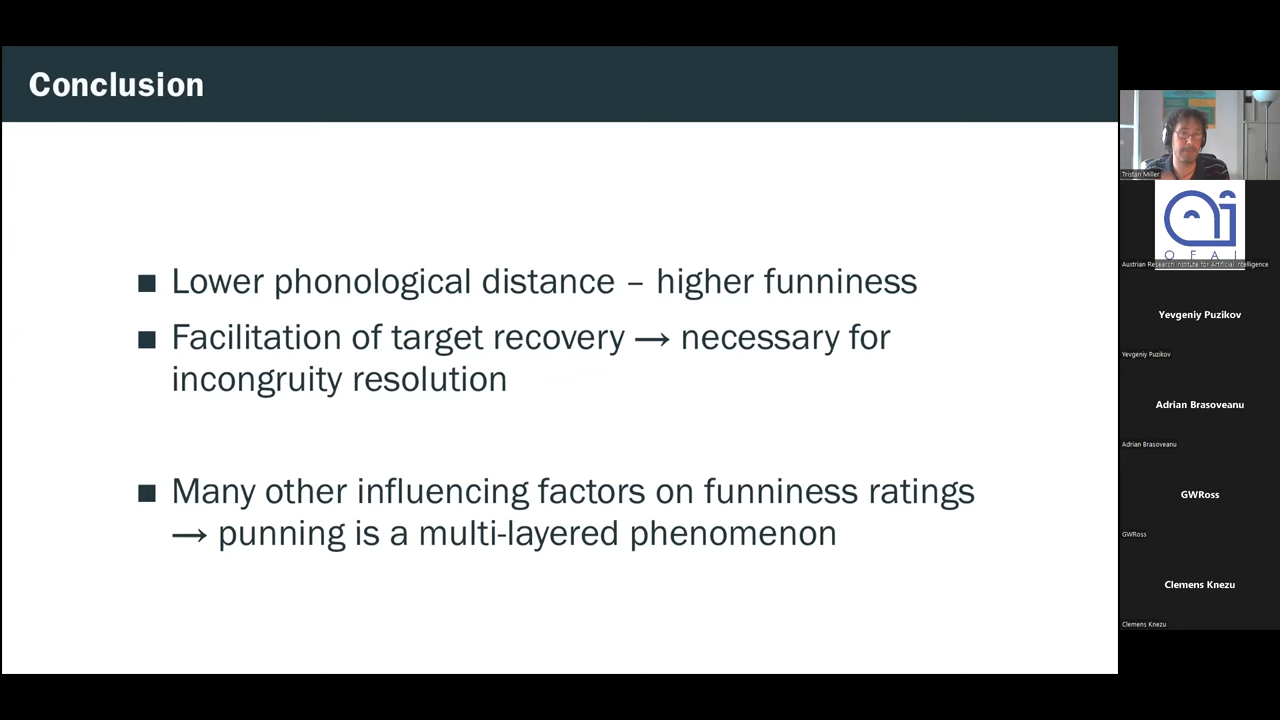 Conclusion
■ Lower phonological distance – higher funniness
■ Facilitation of target recovery → necessary for
incongruity resolution
■ Many other influencing factors on funniness ratings
→ punning is a multi-layered phenomenon
Tristan Miller
OFAI
Austrian Research Institute for Artificial Intelligence
Yevgeniy Puzikov
Yevgeniy Puzikov
Adrian Brasoveanu
Adrian Brasoveanu
GWRoss
GWRoss
Clemens Knezu
Clemens Knezu